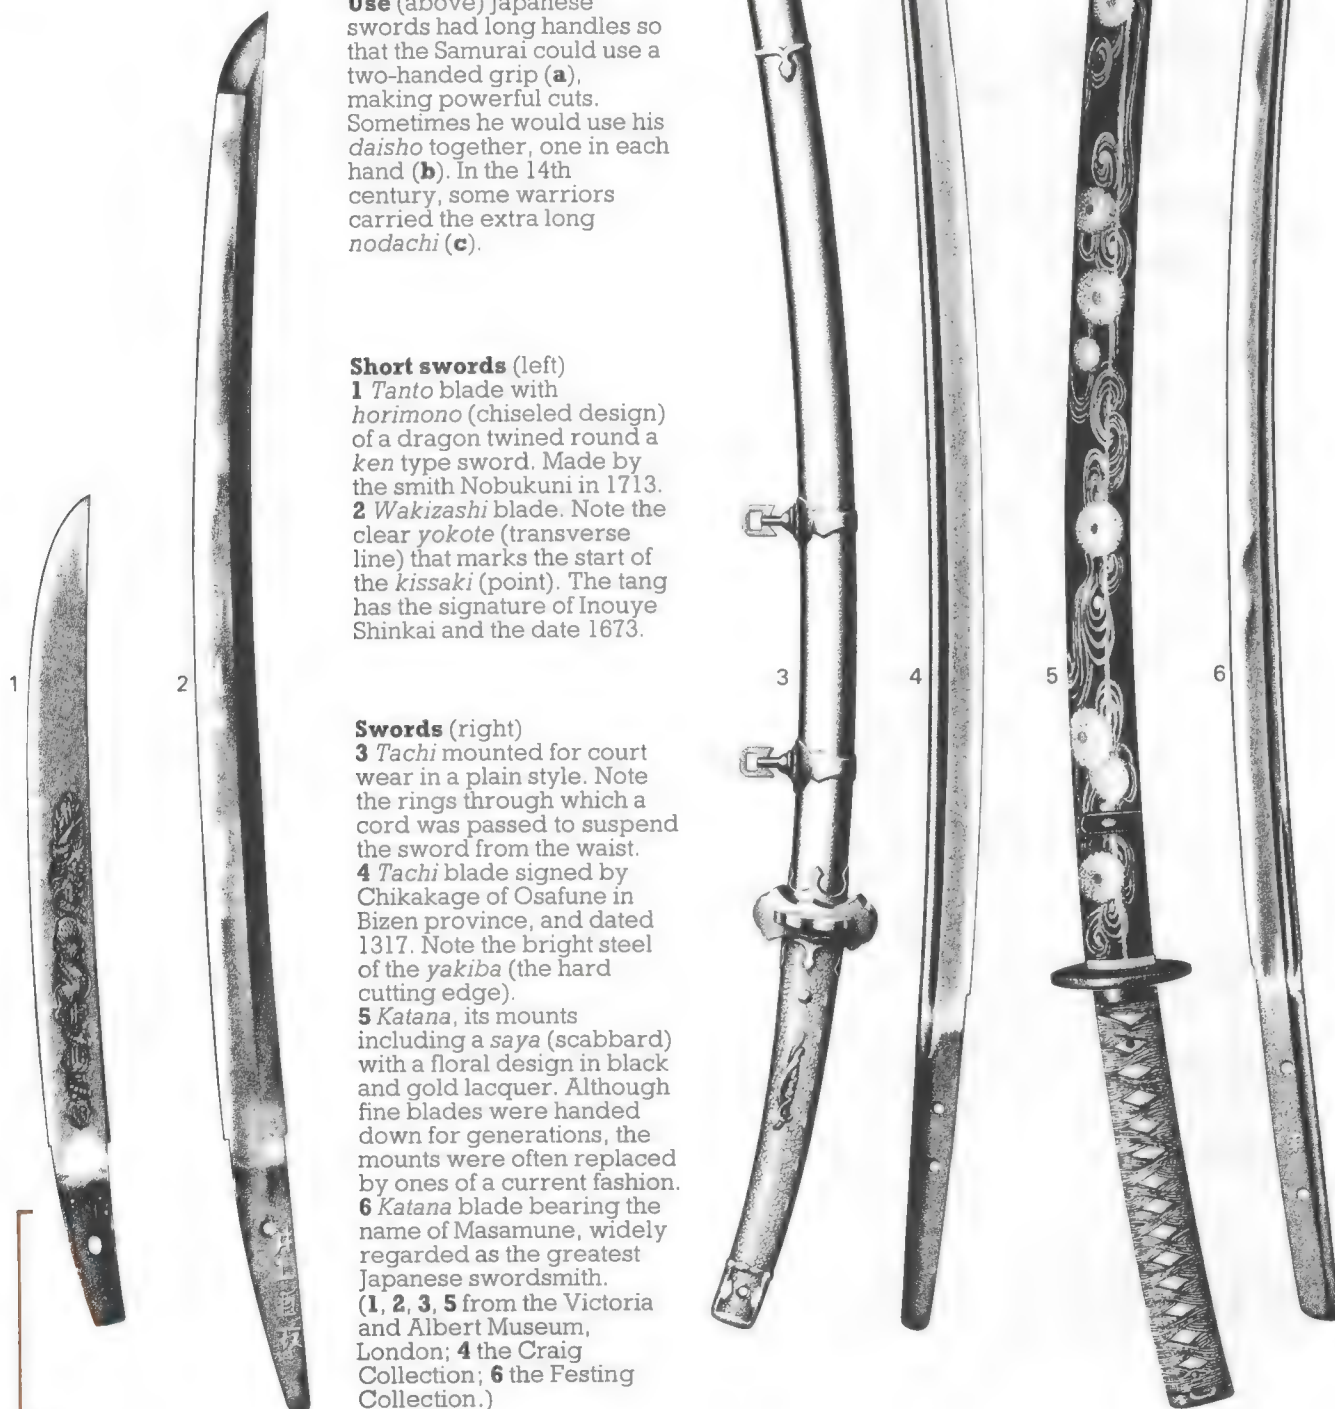 Use (above) Japanese
swords had long handles so
that the Samurai could use a
two-handed grip (a),
making powerful cuts.
Sometimes he would use his
daisho together, one in each
hand (b). In the 14th
century, some warriors
carried the extra long
nodachi (c).
Short swords (left)
1 Tanto blade with
horimono (chiseled design)
of a dragon twined round a
ken type sword. Made by
the smith Nobukuni in 1713.
2 Wakizashi blade. Note the
clear yokote (transverse
line) that marks the start of
the kissaki (point). The tang
has the signature of Inouye
Shinkai and the date 1673.
1
2
3
4
5
6
Swords (right)
3 Tachi mounted for court
wear in a plain style. Note
the rings through which a
cord was passed to suspend
the sword from the waist.
4 Tachi blade signed by
Chikakage of Osafune in
Bizen province, and dated
1317. Note the bright steel
of the yakiba (the hard
cutting edge).
5 Katana, its mounts
including a saya (scabbard)
with a floral design in black
and gold lacquer. Although
fine blades were handed
down for generations, the
mounts were often replaced
by ones of a current fashion.
6 Katana blade bearing the
name of Masamune, widely
regarded as the greatest
Japanese swordsmith.
(1, 2, 3, 5 from the Victoria
and Albert Museum,
London; 4 the Craig
Collection; 6 the Festing
Collection.)